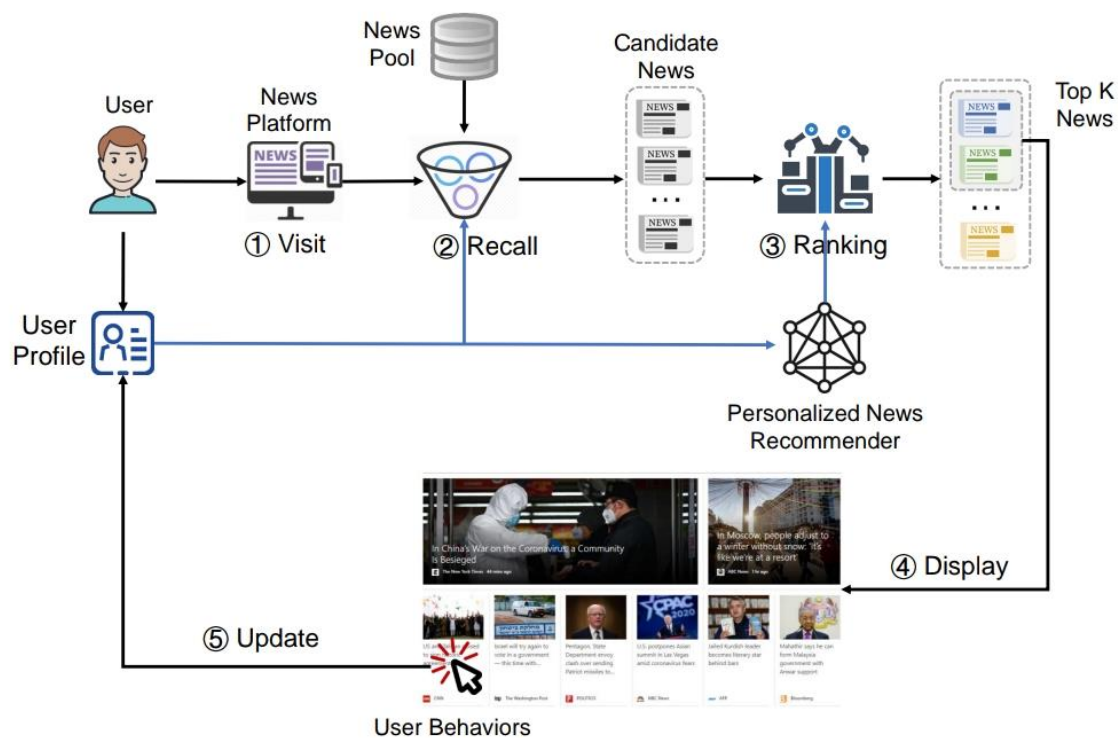 News
Pool
Candidate
News
Top K
News
User
News
Platform
NEWS
NEWS
NEWS
NEWS
NEWS
NEWS
NEWS
...
...
① Visit
② Recall
③ Ranking
User
Profile
Personalized News
Recommender
In China's War on the Coronavirus, a Community
Is Besieged
The New York Times
In Moscow, people adjust to
a winter without snow: 'It's
like we're at a resort'
NBC News
④ Display
CPAC
2020
Israel will try again to
vote in a government
— this time with...
The Washington Post
Pentagon, State
Department envoy
clash over sending
Patriot missiles to...
POLITICO
U.S. postpones Asian
summit in Las Vegas
amid coronavirus fears
NBC News
Jailed Kurdish leader
becomes literary star
behind bars
AFP
Mahathir says he can
form Malaysia
government with
Anwar support
Bloomberg
⑤ Update
User Behaviors